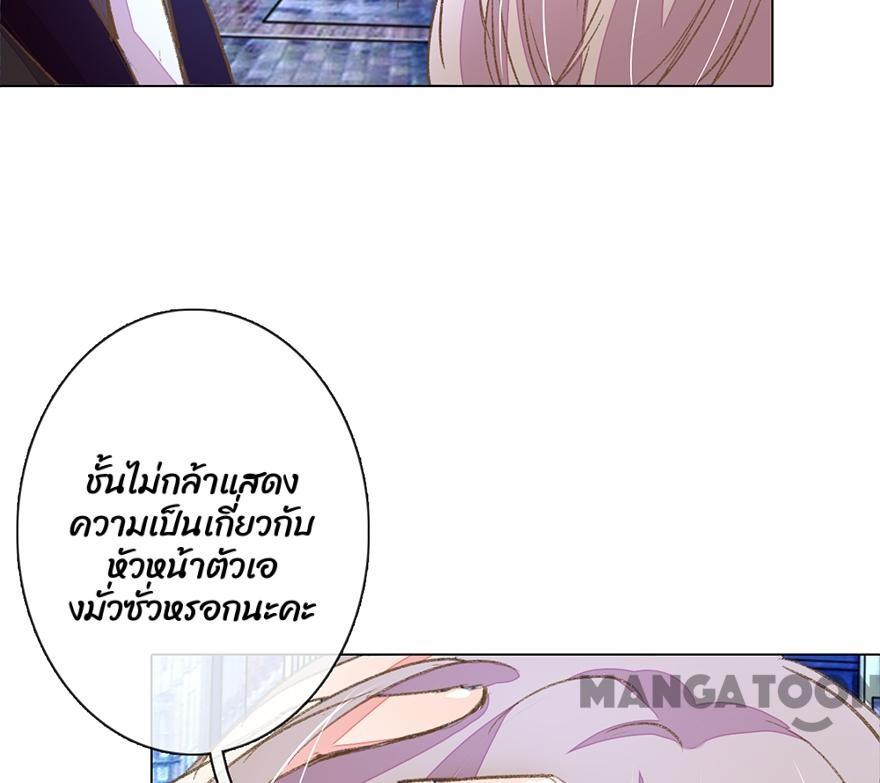 ชั้นไม่กล้าแสดง
ความเป็นเกี่ยวกับ
หัวหน้าตัวเอ
งมั่วซั่วหรอกนะคะ
MANGATOON